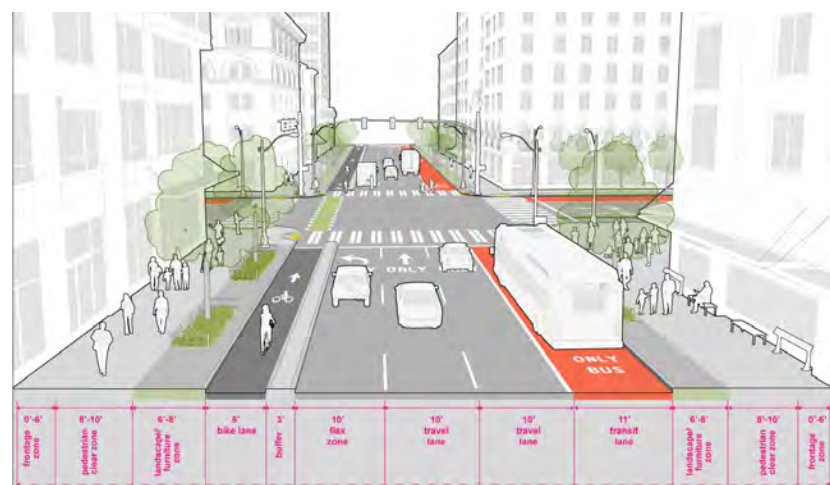 ONLY
ONLY
BUS
0'-6'
frontage
zone
8'-10'
pedestrian
clear zone
6'-8'
landscape/
furniture
zone
bike lane
3'
buffer
10'
flex
zone
10'
travel
lane
10'
travel
lane
11'
transit
lane
6'-8'
landscape/
furniture
zone
8'-10'
pedestrian
clear zone
0'-6'
frontage
zone